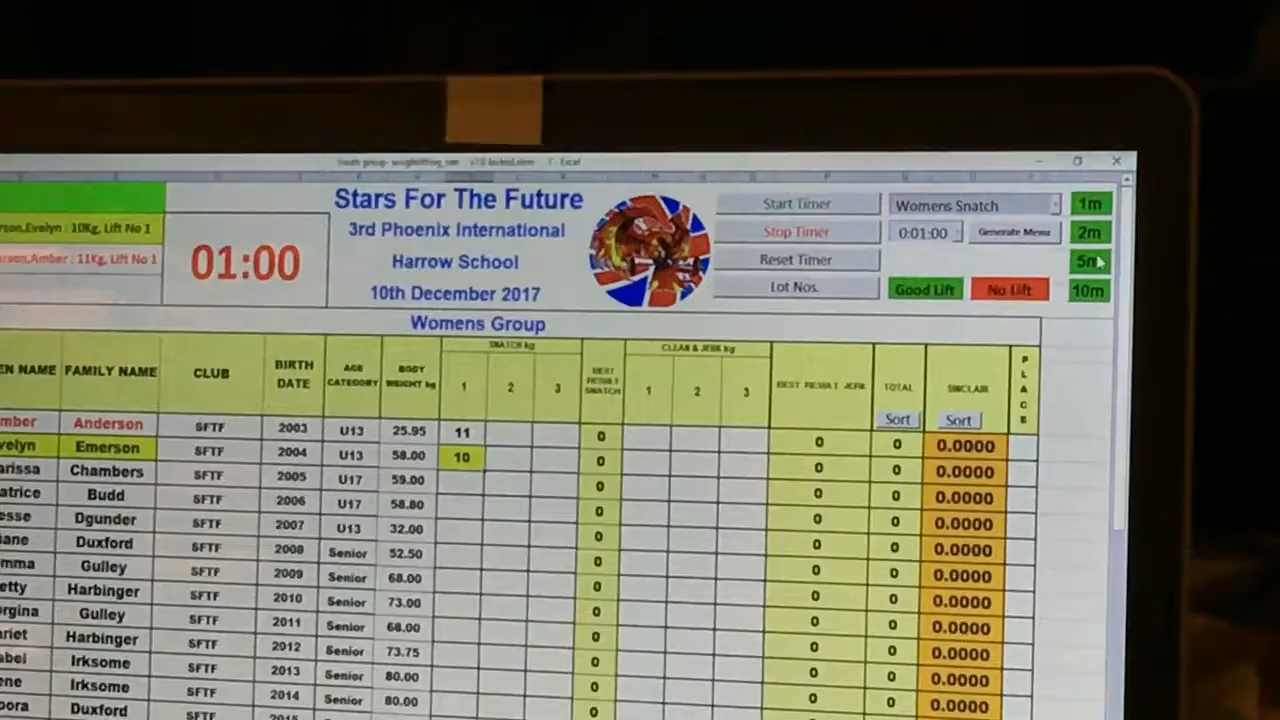 Excel
Stars For The Future
3rd Phoenix International
Harrow School
10th December 2017
rson,Evelyn : 10Kg, Lift No 1
rson,Amber : 11Kg, Lift No 1
01:00
Start Timer
Stop Timer
Reset Timer
Lot Nos.
Womens Snatch
0:01:00
Generate Menu
Good Lift
No Lift
1m
2m
5m
10m
Womens Group
EN NAME FAMILY NAME CLUB BIRTH DATE AGE CATEGORY BODY WEIGHT kg SNATCH kg 1 2 3 BEST RESULT SNATCH CLEAN & JERK kg 1 2 3 BEST RESULT JERK TOTAL Sort SINCLAIR Sort PLACE
mber Anderson SFTF 2003 U13 25.95 11 0 0 0 0.0000
velyn Emerson SFTF 2004 U13 58.00 10 0 0 0 0.0000
arissa Chambers SFTF 2005 U17 59.00 0 0 0 0.0000
atrice Budd SFTF 2006 U17 58.80 0 0 0 0.0000
esse Dgunder SFTF 2007 U13 32.00 0 0 0 0.0000
iane Duxford SFTF 2008 Senior 52.50 0 0 0 0.0000
mma Gulley SFTF 2009 Senior 68.00 0 0 0 0.0000
etty Harbinger SFTF 2010 Senior 73.00 0 0 0 0.0000
orgina Gulley SFTF 2011 Senior 68.00 0 0 0 0.0000
rriet Harbinger SFTF 2012 Senior 73.75 0 0 0 0.0000
abel Irksome SFTF 2013 Senior 80.00 0 0 0 0.0000
ene Irksome SFTF 2014 Senior 80.00 0
bora Duxford SFTF 0